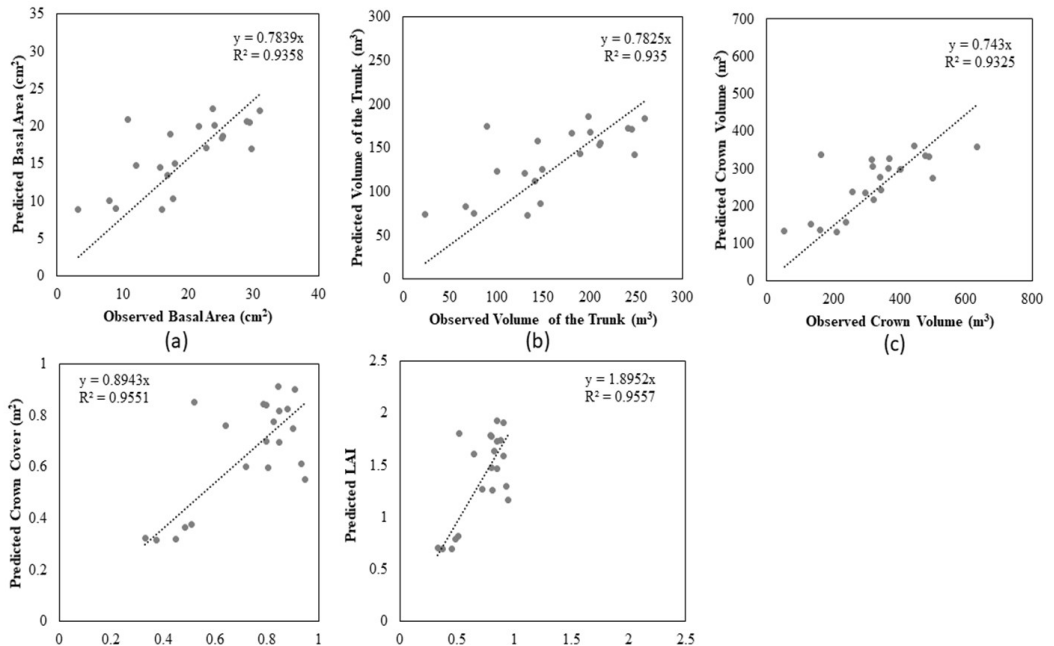 35
30
25
20
15
10
5
0
0 10 20 30 40
Predicted Basal Area (cm²)
y = 0.7839x
R² = 0.9358
Observed Basal Area (cm²)
(a)
300
250
200
150
100
50
0
0 50 100 150 200 250 300
Predicted Volume of the Trunk (m³)
y = 0.7825x
R² = 0.935
Observed Volume of the Trunk (m³)
(b)
700
600
500
400
300
200
100
0
0 200 400 600 800
Predicted Crown Volume (m³)
y = 0.743x
R² = 0.9325
Observed Crown Volume (m³)
(c)
1
0.8
0.6
0.4
0.2
0
0 0.2 0.4 0.6 0.8 1
Predicted Crown Cover (m²)
y = 0.8943x
R² = 0.9551
2.5
2
1.5
1
0.5
0
0 0.5 1 1.5 2 2.5
Predicted LAI
y = 1.8952x
R² = 0.9557